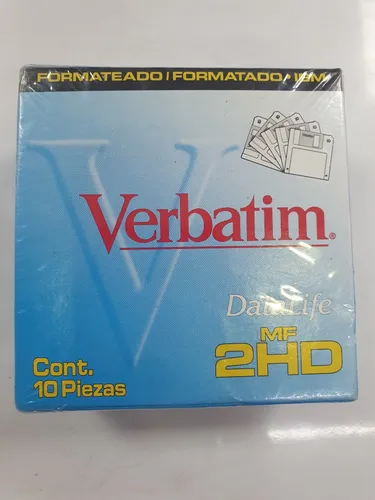 FORMATEADO / FORMATADO • IBM
Verbatim®
DataLife
MF
2HD
Cont.
10 Piezas